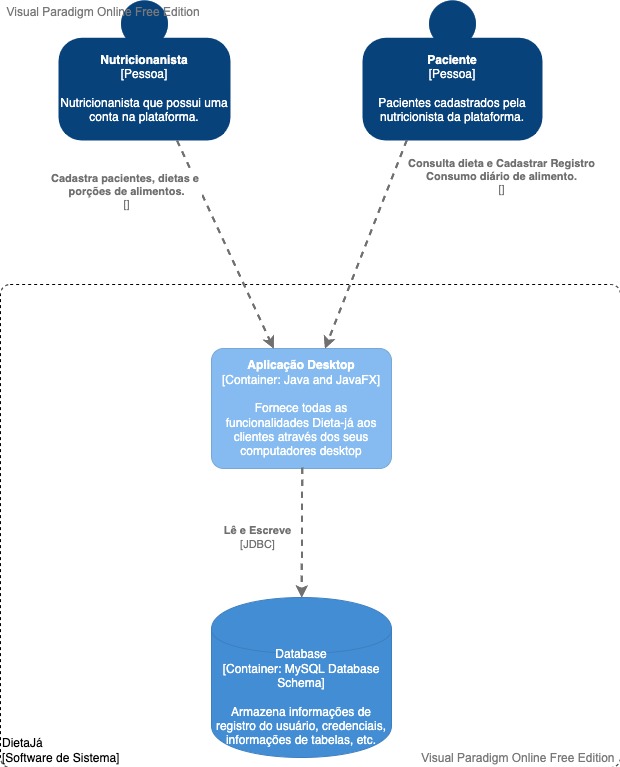 Visual Paradigm Online Free Edition
Nutricionanista
[Pessoa]
Nutricionanista que possui uma
conta na plataforma.
Paciente
[Pessoa]
Pacientes cadastrados pela
nutricionista da plataforma.
Cadastra pacientes, dietas e
porções de alimentos.
[]
Consulta dieta e Cadastrar Registro
Consumo diário de alimento.
[]
Aplicação Desktop
[Container: Java and JavaFX]
Fornece todas as
funcionalidades Dieta-já aos
clientes através dos seus
computadores desktop
Lê e Escreve
[JDBC]
Database
[Container: MySQL Database
Schema]
Armazena informações de
registro do usuário, credenciais,
informações de tabelas, etc.
DietaJá
[Software de Sistema]
Visual Paradigm Online Free Edition